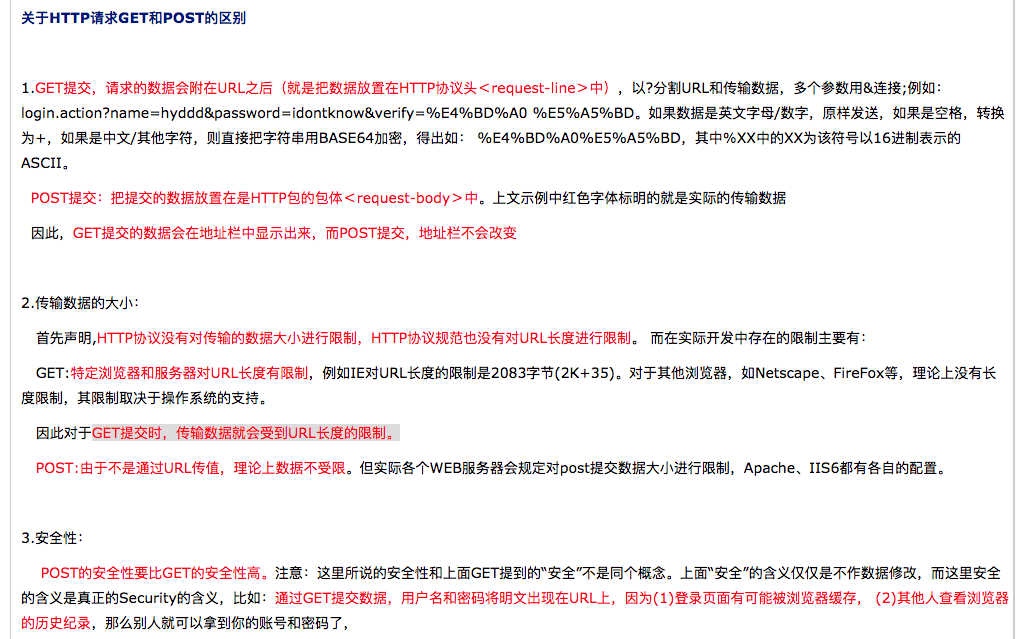 关于HTTP请求GET和POST的区别
1.GET提交，请求的数据会附在URL之后（就是把数据放置在HTTP协议头＜request-line＞中），以?分割URL和传输数据，多个参数用&连接;例如：
login.action?name=hyddd&password=idontknow&verify=%E4%BD%A0 %E5%A5%BD。如果数据是英文字母/数字，原样发送，如果是空格，转换
为+，如果是中文/其他字符，则直接把字符串用BASE64加密，得出如： %E4%BD%A0%E5%A5%BD，其中%XX中的XX为该符号以16进制表示的
ASCII。
POST提交：把提交的数据放置在是HTTP包的包体＜request-body＞中。上文示例中红色字体标明的就是实际的传输数据
因此，GET提交的数据会在地址栏中显示出来，而POST提交，地址栏不会改变
2.传输数据的大小：
首先声明,HTTP协议没有对传输的数据大小进行限制，HTTP协议规范也没有对URL长度进行限制。 而在实际开发中存在的限制主要有：
GET:特定浏览器和服务器对URL长度有限制，例如IE对URL长度的限制是2083字节(2K+35)。对于其他浏览器，如Netscape、FireFox等，理论上没有长
度限制，其限制取决于操作系统的支持。
因此对于GET提交时，传输数据就会受到URL长度的限制。
POST:由于不是通过URL传值，理论上数据不受限。但实际各个WEB服务器会规定对post提交数据大小进行限制，Apache、IIS6都有各自的配置。
3.安全性：
POST的安全性要比GET的安全性高。注意：这里所说的安全性和上面GET提到的“安全”不是同个概念。上面“安全”的含义仅仅是不作数据修改，而这里安全
的含义是真正的Security的含义，比如：通过GET提交数据，用户名和密码将明文出现在URL上，因为(1)登录页面有可能被浏览器缓存， (2)其他人查看浏览器
的历史纪录，那么别人就可以拿到你的账号和密码了，